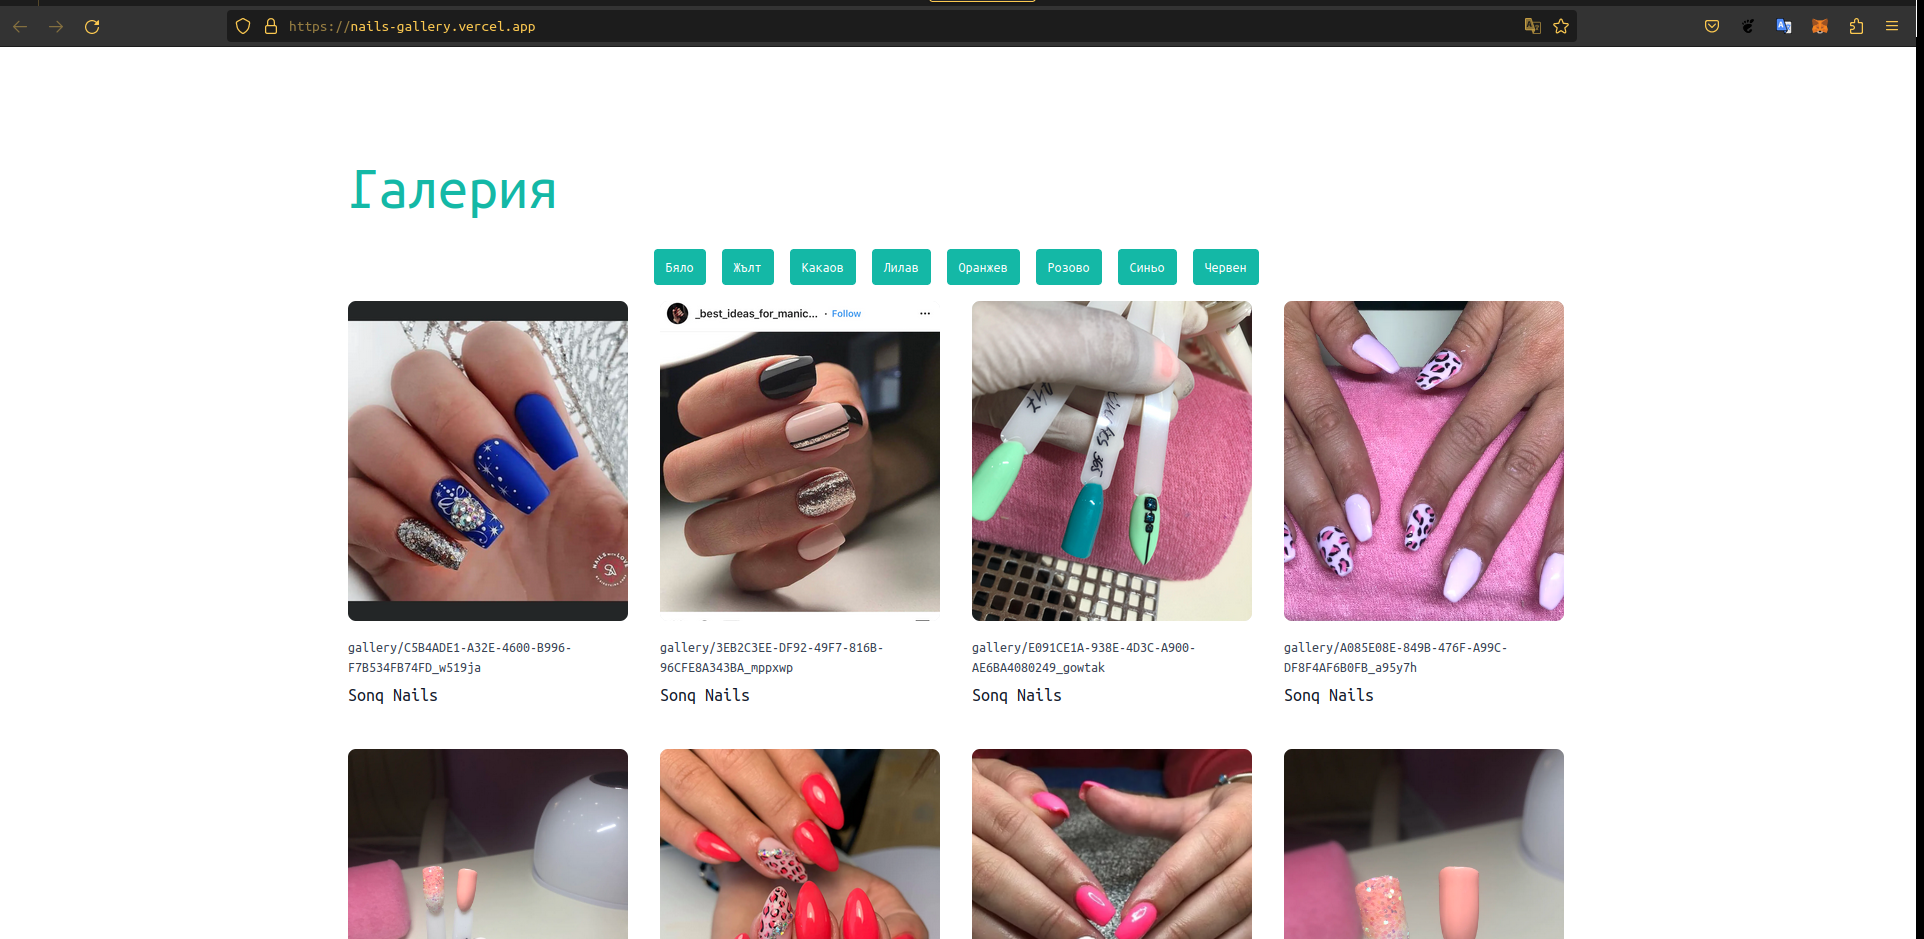 https://nails-gallery.vercel.app
Галерия
Бяло
Жълт
Какаов
Лилав
Оранжев
Розово
Синьо
Червен
_best_ideas_for_manic... · Follow
gallery/C5B4ADE1-A32E-4600-B996-
F7B534FB74FD_w519ja
Sonq Nails
gallery/3EB2C3EE-DF92-49F7-816B-
96CFE8A343BA_mppxwp
Sonq Nails
gallery/E091CE1A-938E-4D3C-A900-
AE6BA4080249_gowtak
Sonq Nails
gallery/A085E08E-849B-476F-A99C-
DF8F4AF6B0FB_a95y7h
Sonq Nails